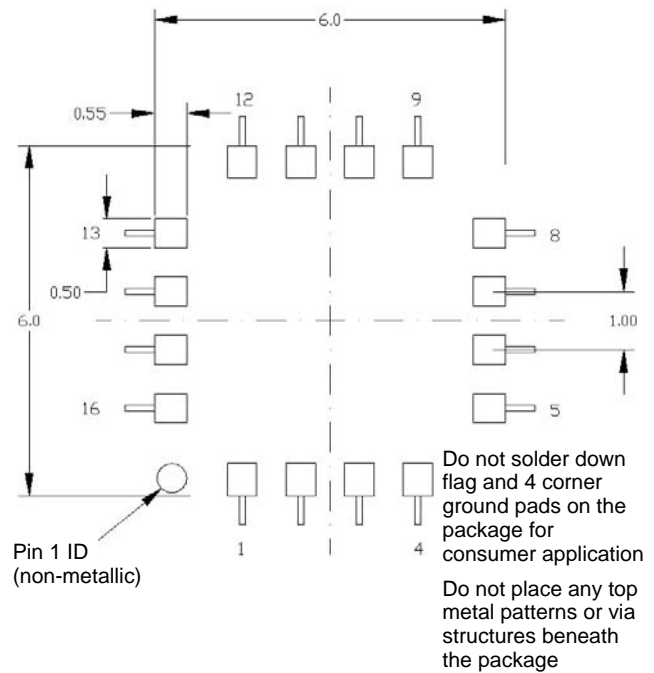 6.0
0.55
12
9
13
8
0.50
6.0
1.00
16
5
Do not solder down
flag and 4 corner
ground pads on the
package for
consumer application
Pin 1 ID
(non-metallic)
1
4
Do not place any top
metal patterns or via
structures beneath
the package